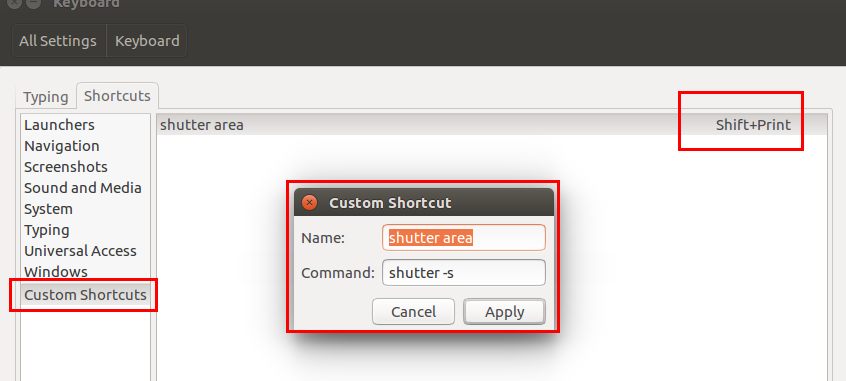 Keyboard
All Settings Keyboard
Typing Shortcuts
Launchers
Navigation
Screenshots
Sound and Media
System
Typing
Universal Access
Windows
Custom Shortcuts
shutter area Shift+Print
Custom Shortcut
Name: shutter area
Command: shutter -s
Cancel Apply